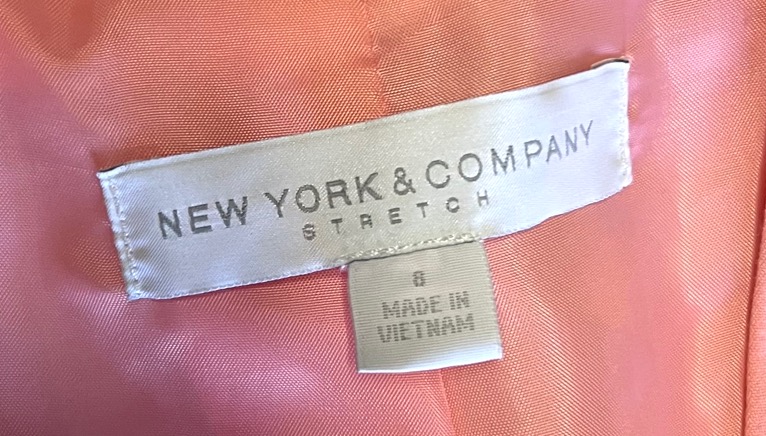 NEW YORK & COMPANY
STRETCH
8
MADE IN
VIETNAM